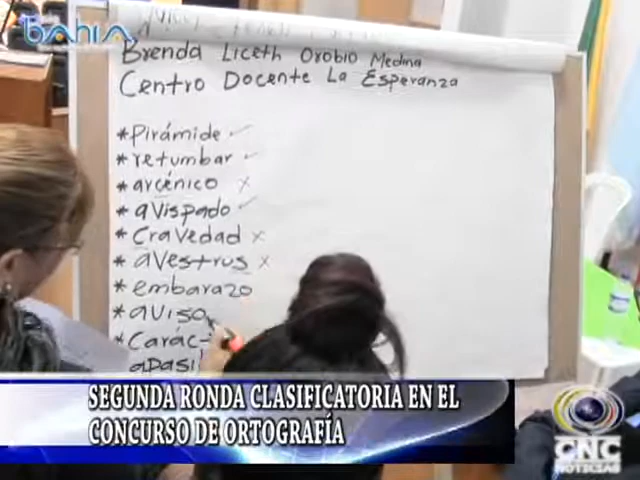 bahia
Brenda Liceth Orobio Medina
Centro Docente La Esperanza
*Pirámide ✓
*retumbar ✓
*arcénico x
*avispado ✓
*Cravedad x
*avestrus x
*embarazo
*aviso
*Carác-
apasi
SEGUNDA RONDA CLASIFICATORIA EN EL
CONCURSO DE ORTOGRAFÍA
CNC
NOTICIAS